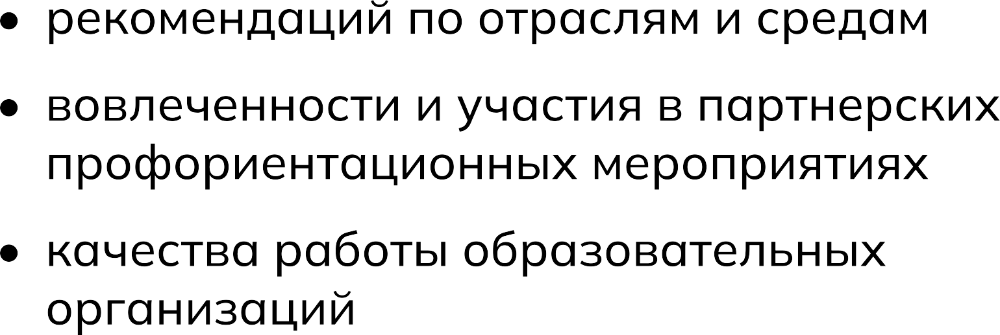 • рекомендаций по отраслям и средам
• вовлеченности и участия в партнерских
профориентационных мероприятиях
• качества работы образовательных
организаций